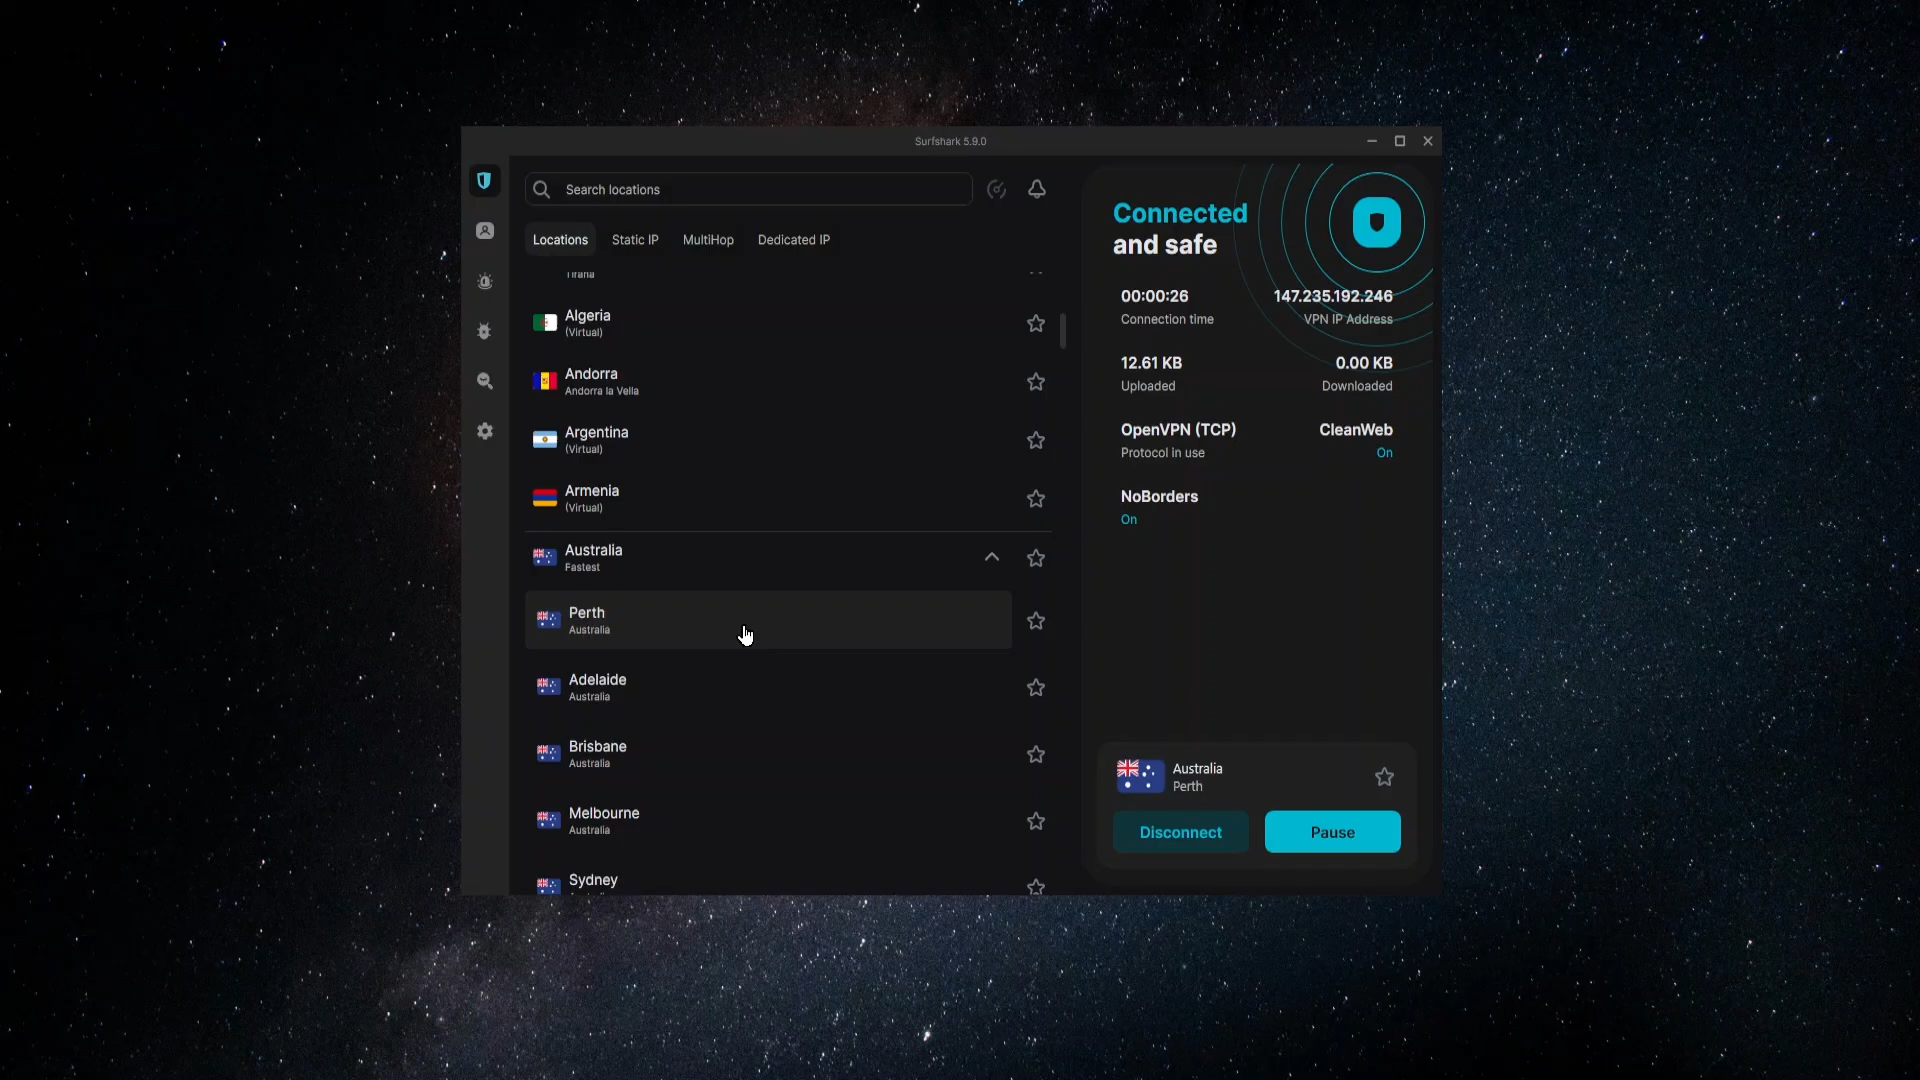 Surfshark 5.9.0
Search locations
Locations
Static IP
MultiHop
Dedicated IP
Tirana
Algeria
(Virtual)
Andorra
Andorra la Vella
Argentina
(Virtual)
Armenia
(Virtual)
Australia
Fastest
Perth
Australia
Adelaide
Australia
Brisbane
Australia
Melbourne
Australia
Sydney
Connected
and safe
00:00:26
Connection time
147.235.192.246
VPN IP Address
12.61 KB
Uploaded
0.00 KB
Downloaded
OpenVPN (TCP)
Protocol in use
CleanWeb
On
NoBorders
On
Australia
Perth
Disconnect
Pause